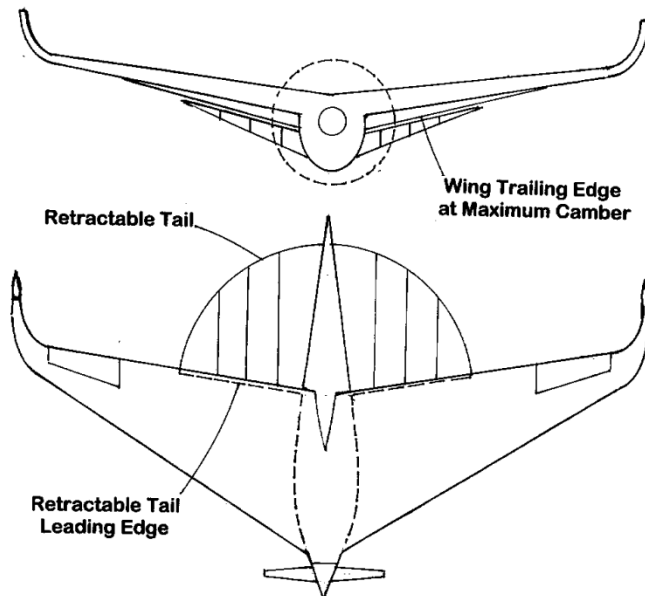 Wing Trailing Edge
at Maximum Camber
Retractable Tail
Retractable Tail
Leading Edge